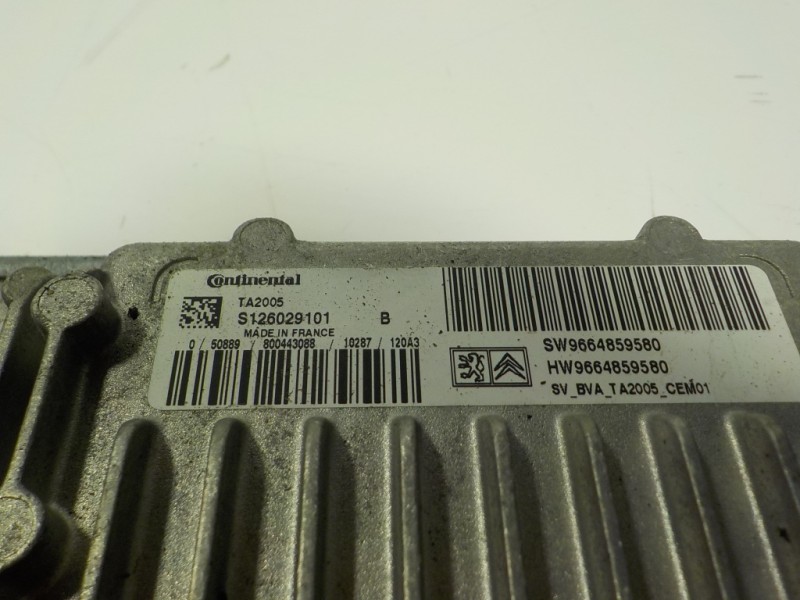 Continental
TA2005
S126029101 B
MADE IN FRANCE
0 / 50889 / 800443088 / 10287 / 120A3
SW9664859580
HW9664859580
SV_BVA_TA2005_CEM01